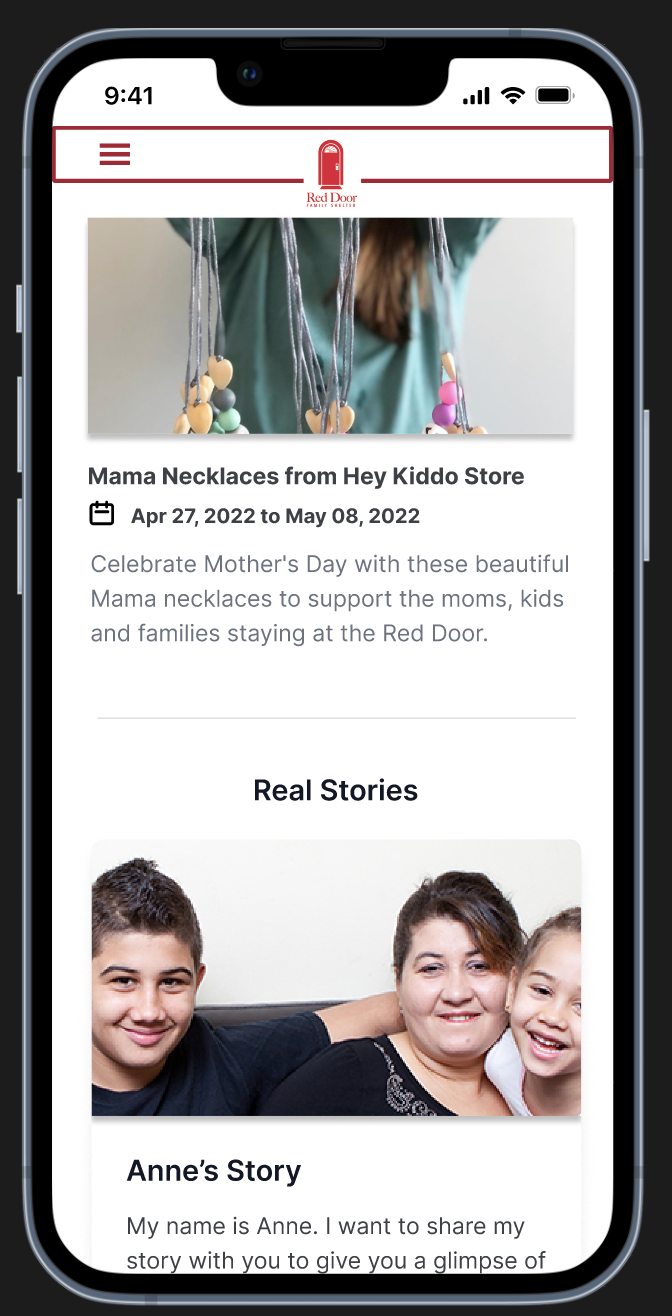 9:41
Red Door
FAMILY SHELTER
Mama Necklaces from Hey Kiddo Store
Apr 27, 2022 to May 08, 2022
Celebrate Mother's Day with these beautiful
Mama necklaces to support the moms, kids
and families staying at the Red Door.
Real Stories
Anne’s Story
My name is Anne. I want to share my
story with you to give you a glimpse of